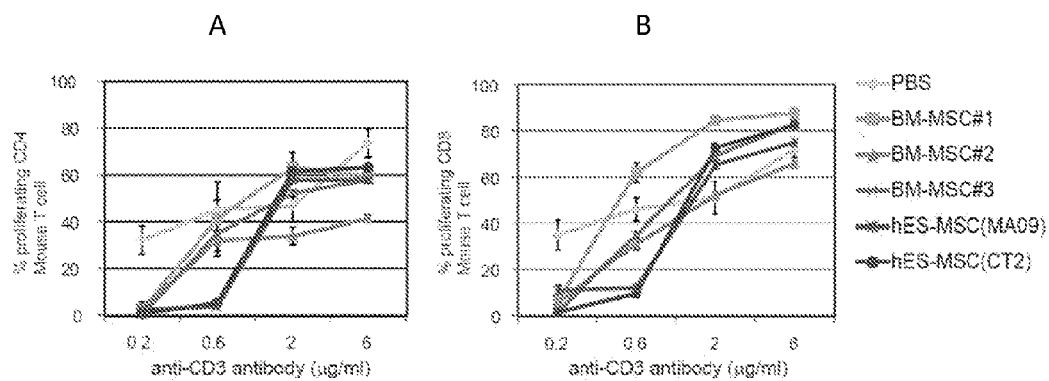 A
B
% proliferating CD4
Mouse T cell
100
80
60
40
20
0
0.2 0.6 2 6
anti-CD3 antibody (µg/ml)
% proliferating CD8
Mouse T cell
100
80
60
40
20
0
0.2 0.6 2 6
anti-CD3 antibody (µg/ml)
PBS
BM-MSC#1
BM-MSC#2
BM-MSC#3
hES-MSC(MA09)
hES-MSC(CT2)